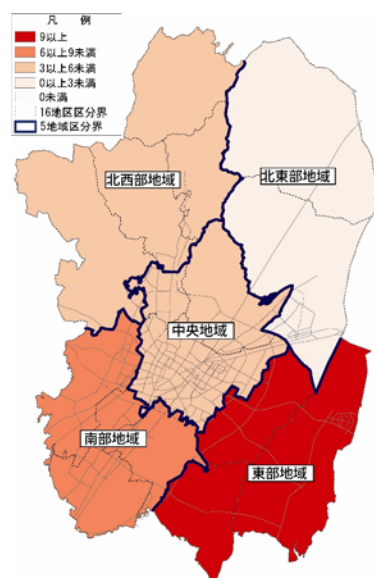 凡 例
9以上
6以上9未満
3以上6未満
0以上3未満
0未満
16地区区分界
5地域区分界
北西部地域
北東部地域
中央地域
南部地域
東部地域